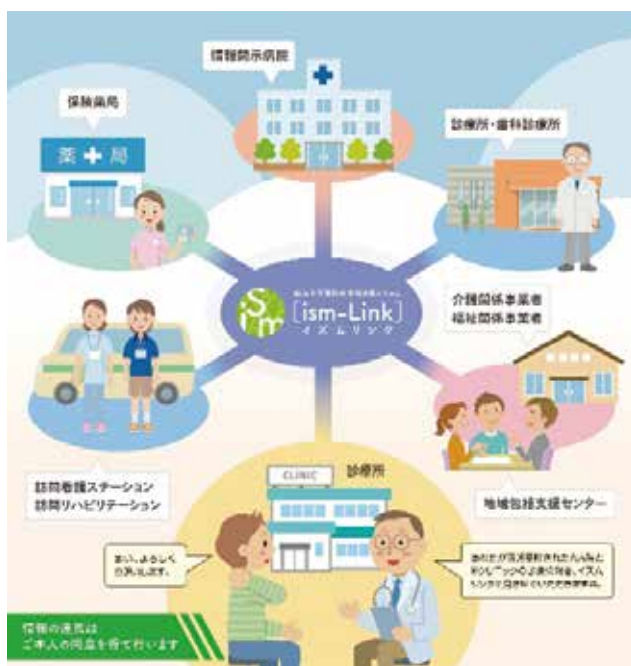 情報開示病院
保険薬局
薬 局
診療所・歯科診療所
ism
[ism-Link]
イズムリンク
介護関係事業者
福祉関係事業者
訪問看護ステーション
訪問リハビリテーション
CLINIC
診療所
地域包括支援センター
はい、よろしく
お願いします。
情報の連携は
ご本人の同意を得て行います